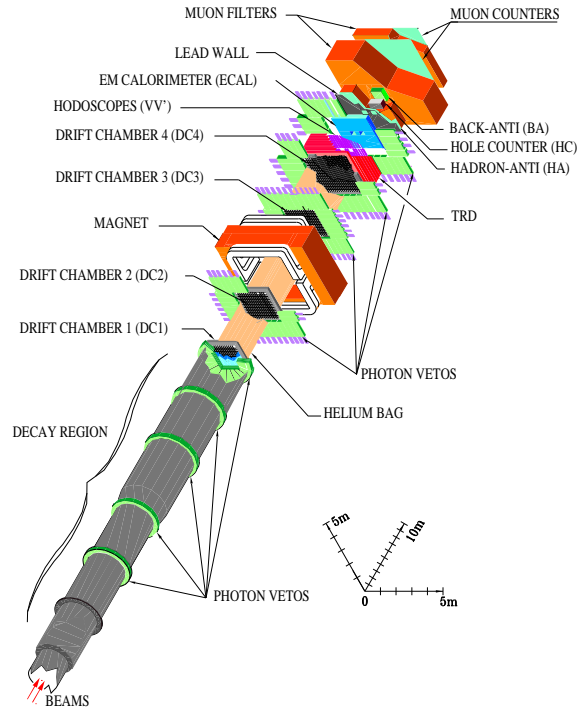 MUON FILTERS
MUON COUNTERS
LEAD WALL
EM CALORIMETER (ECAL)
HODOSCOPES (VV')
DRIFT CHAMBER 4 (DC4)
BACK-ANTI (BA)
HOLE COUNTER (HC)
HADRON-ANTI (HA)
DRIFT CHAMBER 3 (DC3)
TRD
MAGNET
DRIFT CHAMBER 2 (DC2)
DRIFT CHAMBER 1 (DC1)
PHOTON VETOS
HELIUM BAG
DECAY REGION
5m
10m
0
5m
PHOTON VETOS
BEAMS